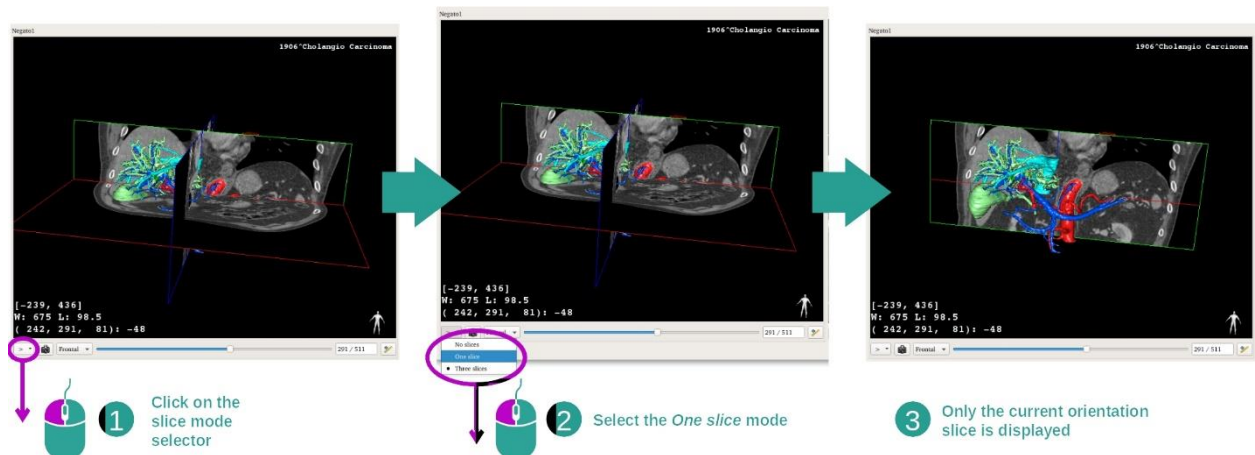 Negato1
1906^Cholangio Carcinoma
[-239, 436]
W: 675 L: 98.5
( 242, 291, 81): -48
Frontal
291 / 511
1
Click on the
slice mode
selector
Negato1
1906^Cholangio Carcinoma
[-239, 436]
W: 675 L: 98.5
( 242, 291, 81): -48
291 / 511
No slices
One slice
Three slices
2
Select the One slice mode
Negato1
1906^Cholangio Carcinoma
[-239, 436]
W: 675 L: 98.5
( 242, 291, 81): -48
Frontal
291 / 511
3
Only the current orientation
slice is displayed